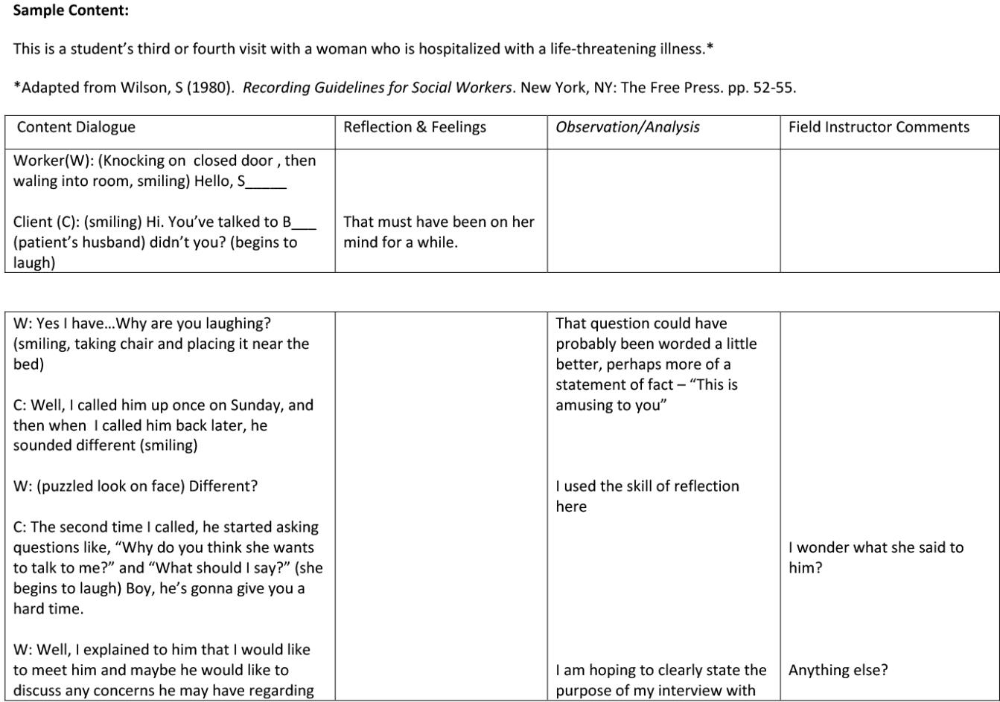 Sample Content:
This is a student’s third or fourth visit with a woman who is hospitalized with a life-threatening illness.*
*Adapted from Wilson, S (1980). Recording Guidelines for Social Workers. New York, NY: The Free Press. pp. 52-55.
Content Dialogue
Reflection & Feelings
Observation/Analysis
Field Instructor Comments
Worker(W): (Knocking on closed door , then
waling into room, smiling) Hello, S_____
Client (C): (smiling) Hi. You’ve talked to B___
(patient’s husband) didn’t you? (begins to
laugh)
That must have been on her
mind for a while.
W: Yes I have…Why are you laughing?
(smiling, taking chair and placing it near the
bed)
C: Well, I called him up once on Sunday, and
then when I called him back later, he
sounded different (smiling)
W: (puzzled look on face) Different?
C: The second time I called, he started asking
questions like, “Why do you think she wants
to talk to me?” and “What should I say?” (she
begins to laugh) Boy, he’s gonna give you a
hard time.
W: Well, I explained to him that I would like
to meet him and maybe he would like to
discuss any concerns he may have regarding
That question could have
probably been worded a little
better, perhaps more of a
statement of fact – “This is
amusing to you”
I used the skill of reflection
here
I am hoping to clearly state the
purpose of my interview with
I wonder what she said to
him?
Anything else?